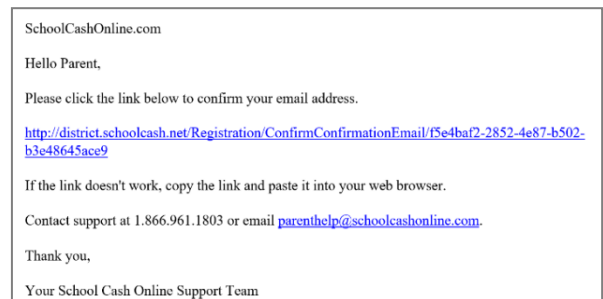 SchoolCashOnline.com
Hello Parent,
Please click the link below to confirm your email address.
http://district.schoolcash.net/Registration/ConfirmConfirmationEmail/f5e4baf2-2852-4e87-b502-
b3e48645ace9
If the link doesn't work, copy the link and paste it into your web browser.
Contact support at 1.866.961.1803 or email parenthelp@schoolcashonline.com.
Thank you,
Your School Cash Online Support Team